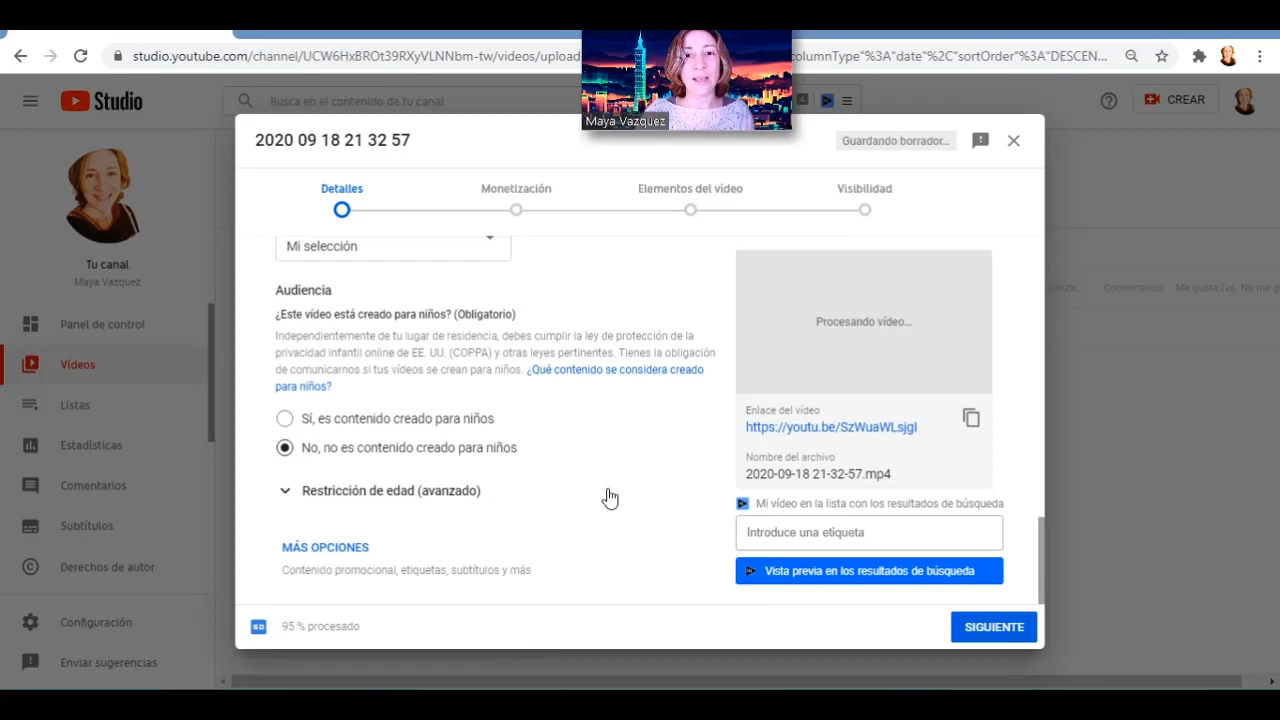 studio.youtube.com/channel/UCW6HxBROt39RXyVLNNbm-tw/videos/upload
columnType"%3A"date"%2C"sortOrder"%3A"DESCEN...
Studio
Busca en el contenido de tu canal
CREAR
Maya Vazquez
2020 09 18 21 32 57
Guardando borrador...
Detalles
Monetización
Elementos del vídeo
Visibilidad
Tu canal
Maya Vazquez
Panel de control
Vídeos
Listas
Estadísticas
Comentarios
Subtítulos
Derechos de autor
Configuración
Enviar sugerencias
Mi selección
Audiencia
¿Este vídeo está creado para niños? (Obligatorio)
Independientemente de tu lugar de residencia, debes cumplir la ley de protección de la
privacidad infantil online de EE. UU. (COPPA) y otras leyes pertinentes. Tienes la obligación
de comunicarnos si tus vídeos se crean para niños. ¿Qué contenido se considera creado
para niños?
Sí, es contenido creado para niños
No, no es contenido creado para niños
Restricción de edad (avanzado)
MÁS OPCIONES
Contenido promocional, etiquetas, subtítulos y más
Procesando vídeo...
Enlace del vídeo
https://youtu.be/SzWuaWLsjgI
Nombre del archivo
2020-09-18 21-32-57.mp4
Mi vídeo en la lista con los resultados de búsqueda
Introduce una etiqueta
Vista previa en los resultados de búsqueda
SD
95 % procesado
SIGUIENTE
Comentarios
Me gusta (vs. No me g